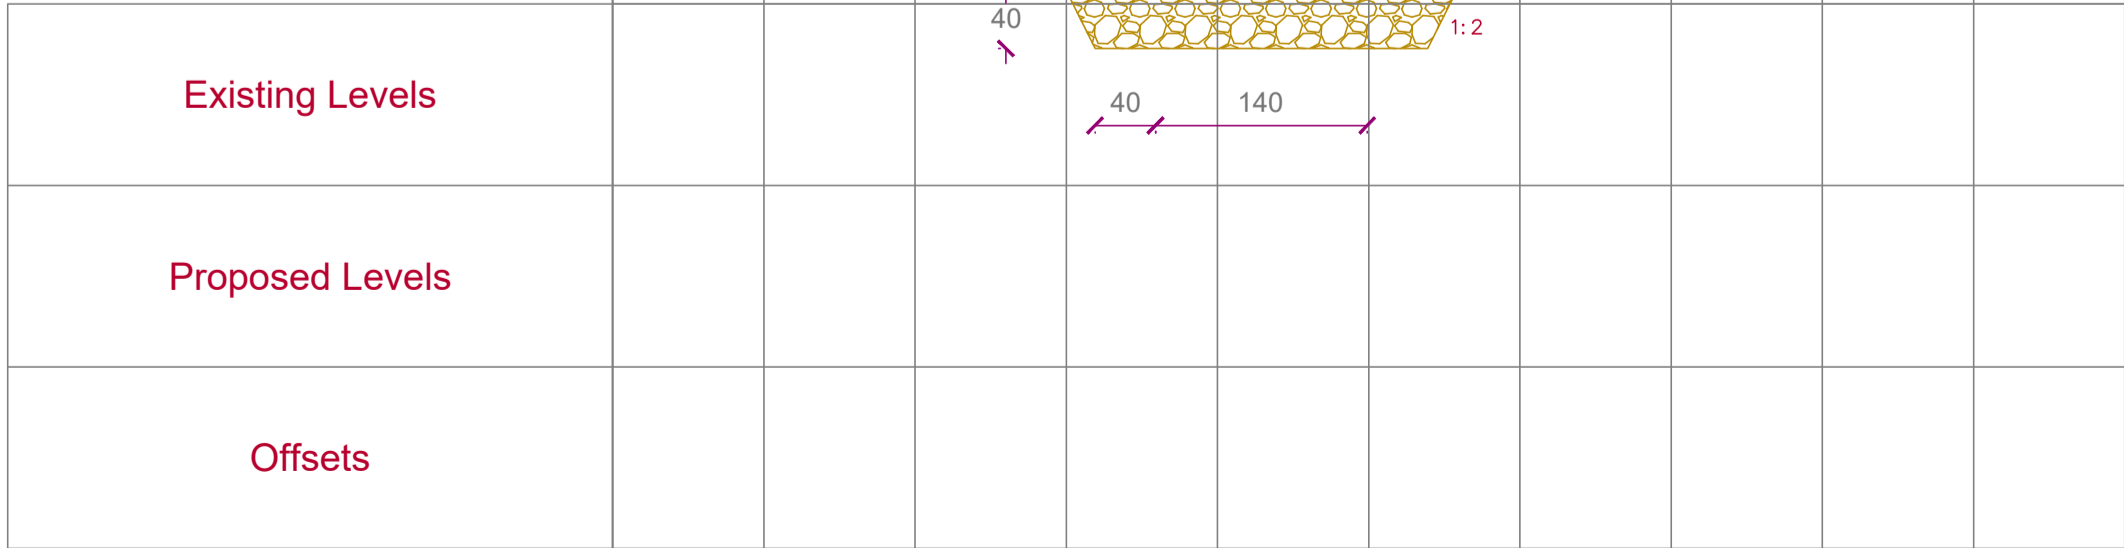 40
1:2
Existing Levels
40 140
Proposed Levels
Offsets